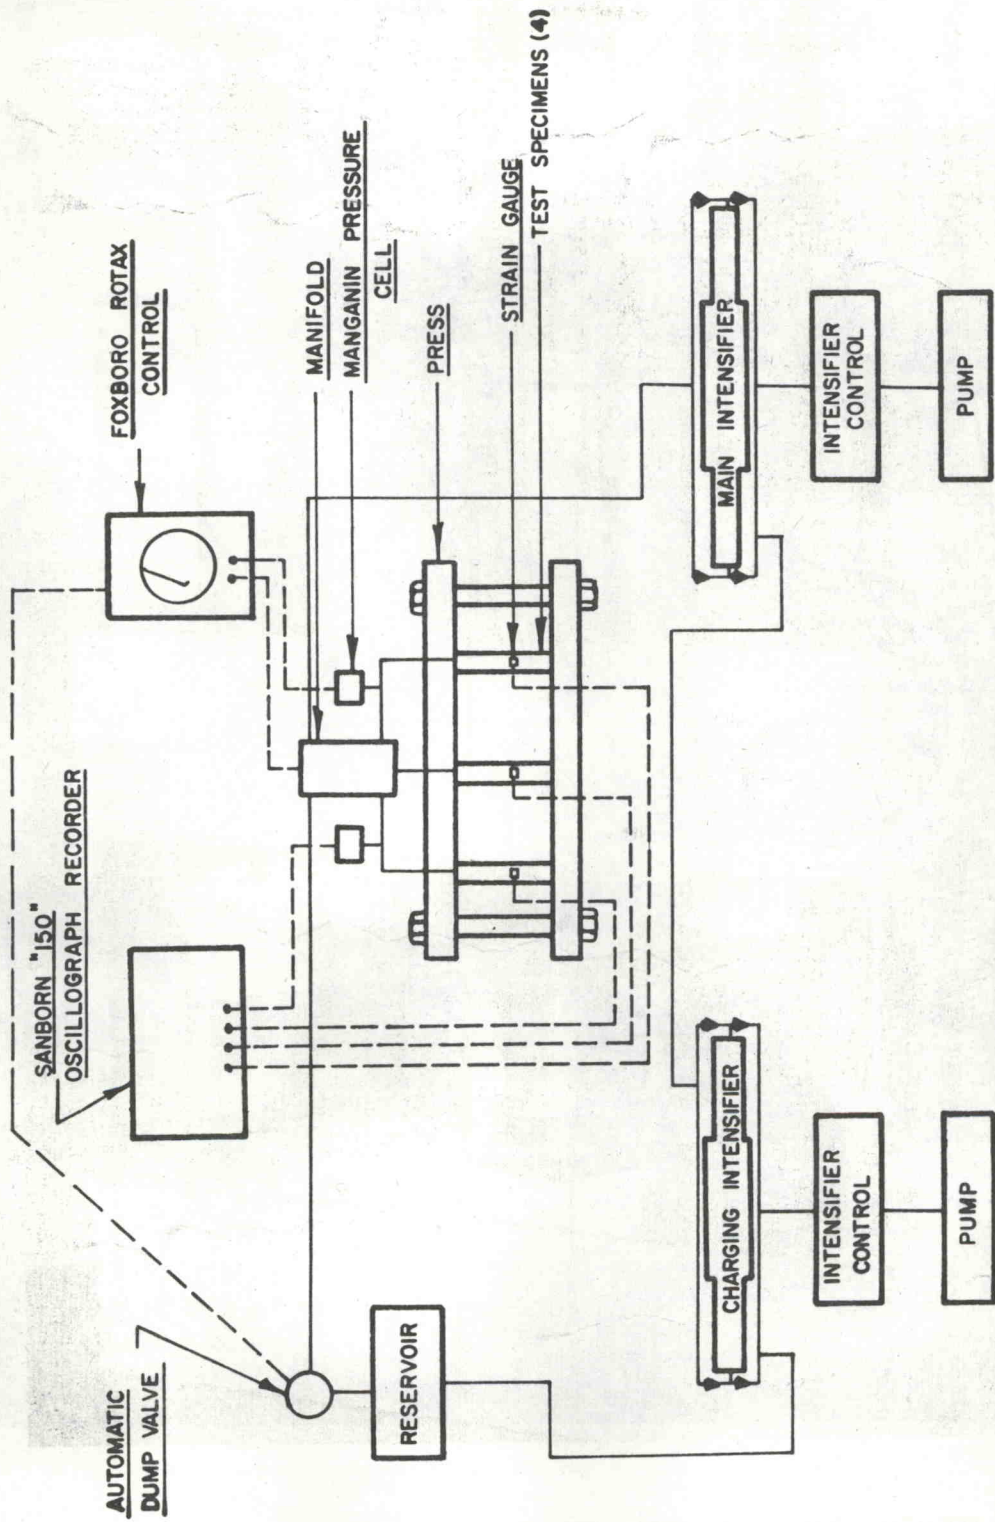 AUTOMATIC
DUMP VALVE
SANBORN "150"
OSCILLOGRAPH RECORDER
FOXBORO ROTAX
CONTROL
MANIFOLD
MANGANIN PRESSURE
CELL
PRESS
STRAIN GAUGE
TEST SPECIMENS (4)
RESERVOIR
CHARGING INTENSIFIER
INTENSIFIER
CONTROL
PUMP
MAIN INTENSIFIER
INTENSIFIER
CONTROL
PUMP